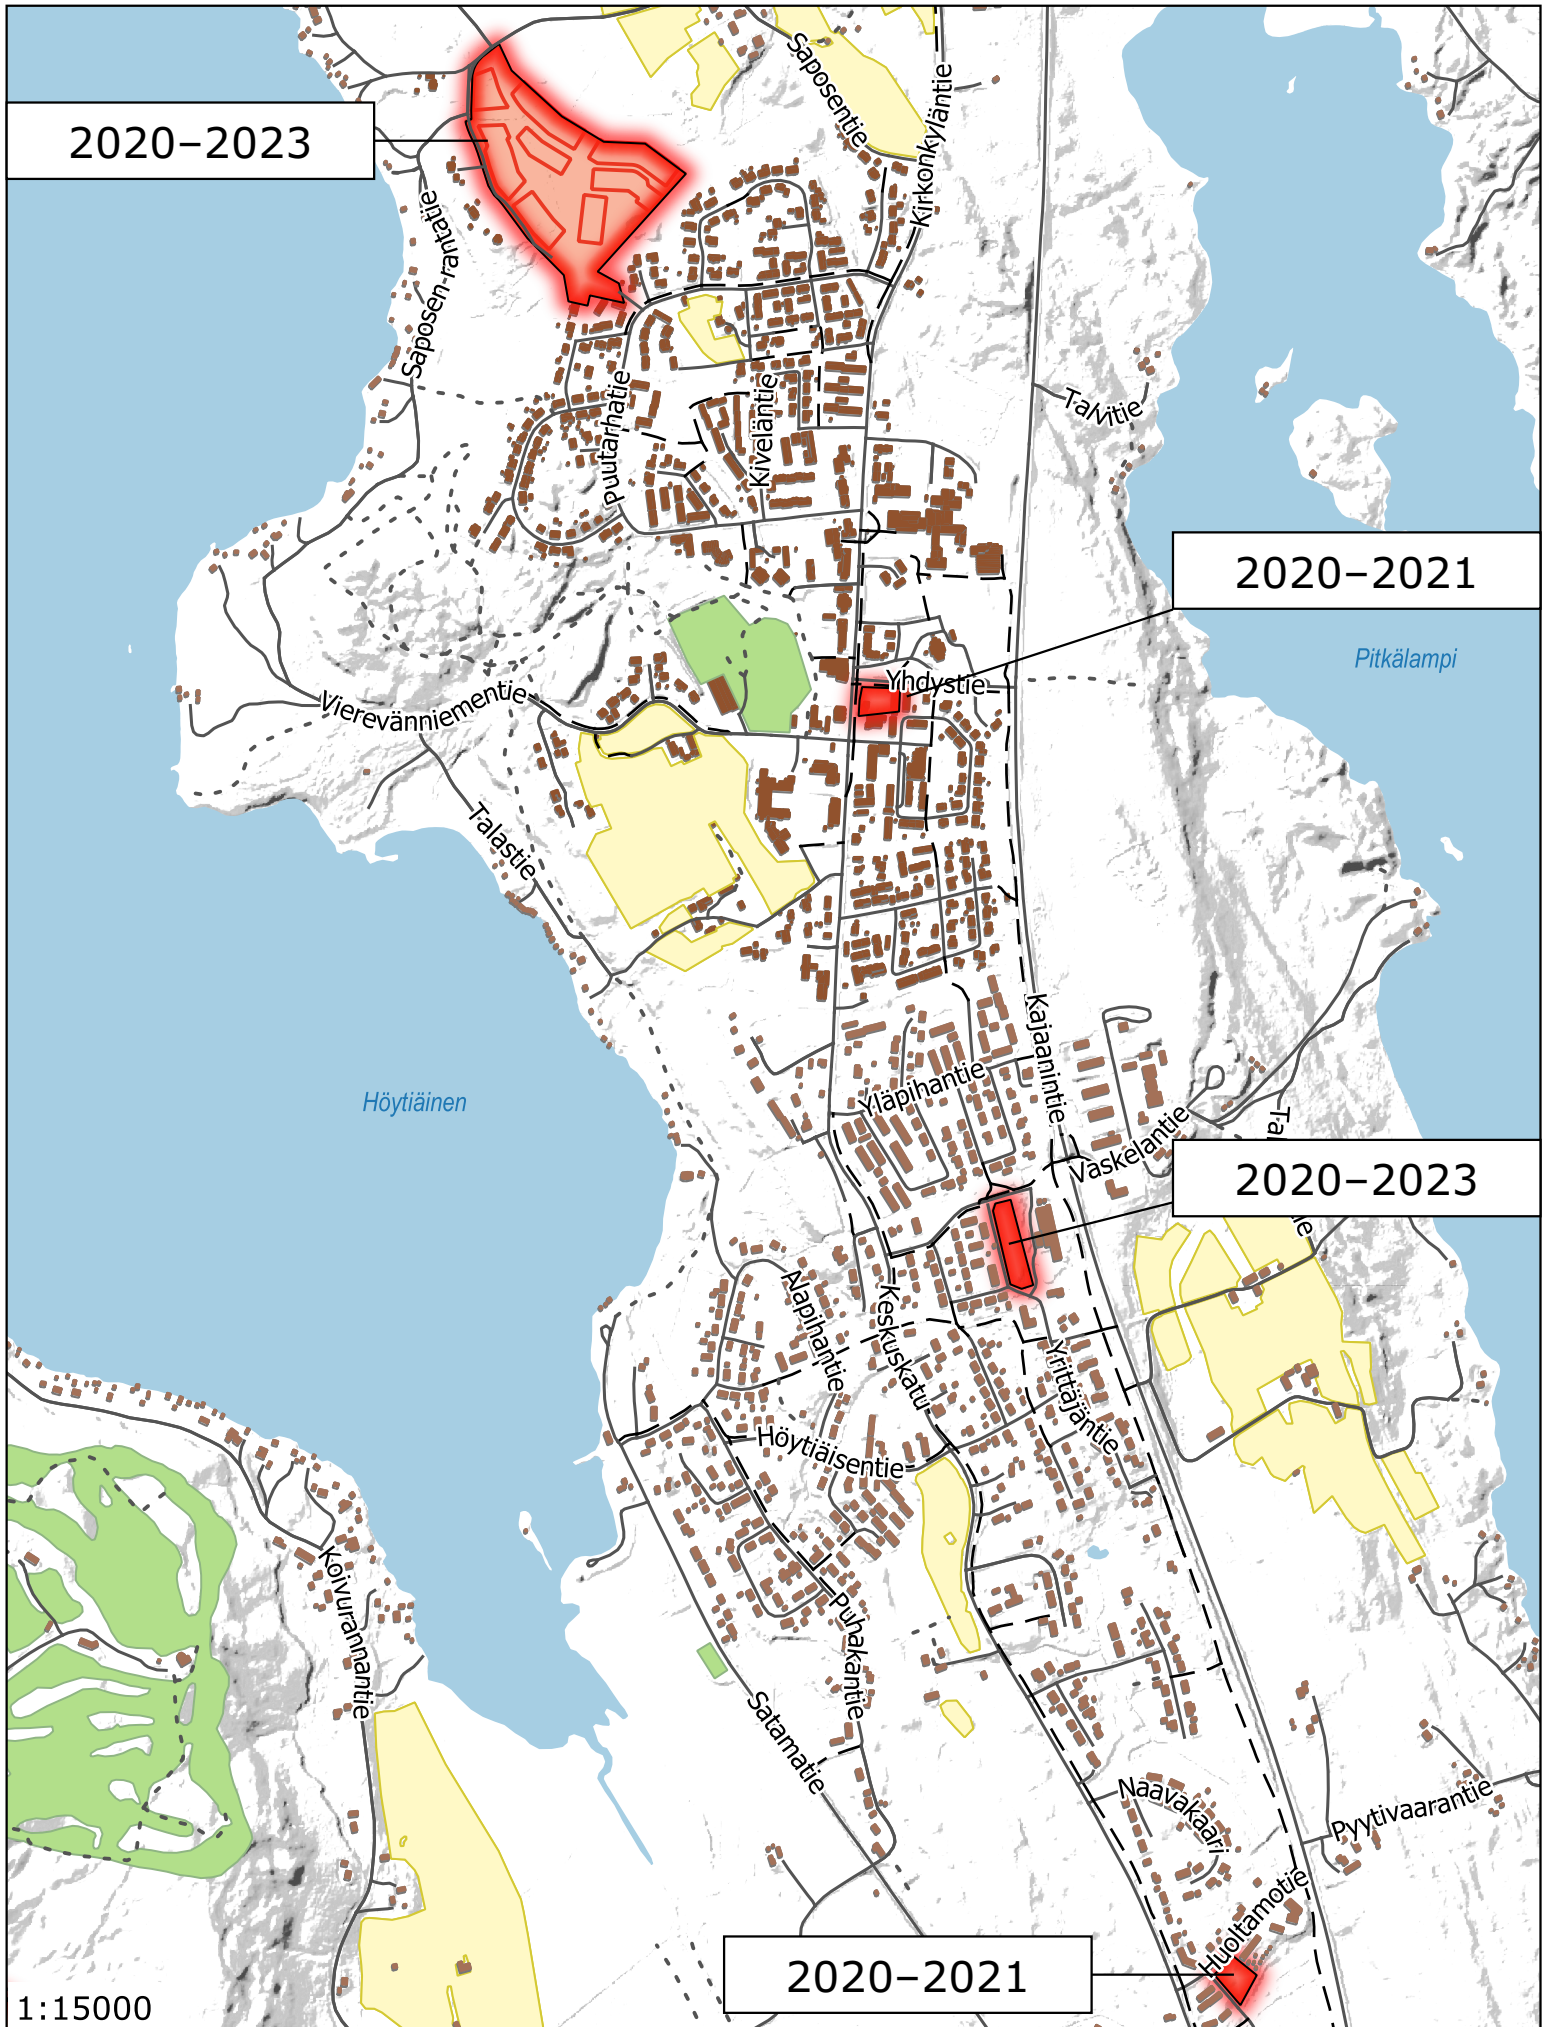 Saposentie
Kirkonkyläntie
2020–2023
Saposen-rantatie
Puutarhatie
Kiveläntie
Talvitie
2020–2021
Pitkälampi
Yhdystie
Vierevänniementie
Talastie
Kajaanintie
Höytiäinen
Yläpihantie
Vaskelantie
2020–2023
Alapihantie
Keskuskatu
Yrittäjäntie
Höytiäisentie
Koivurannantie
Puhakantie
Satamatie
Naavakaari
Pyytivaarantie
Huoltamotie
2020–2021
1:15000